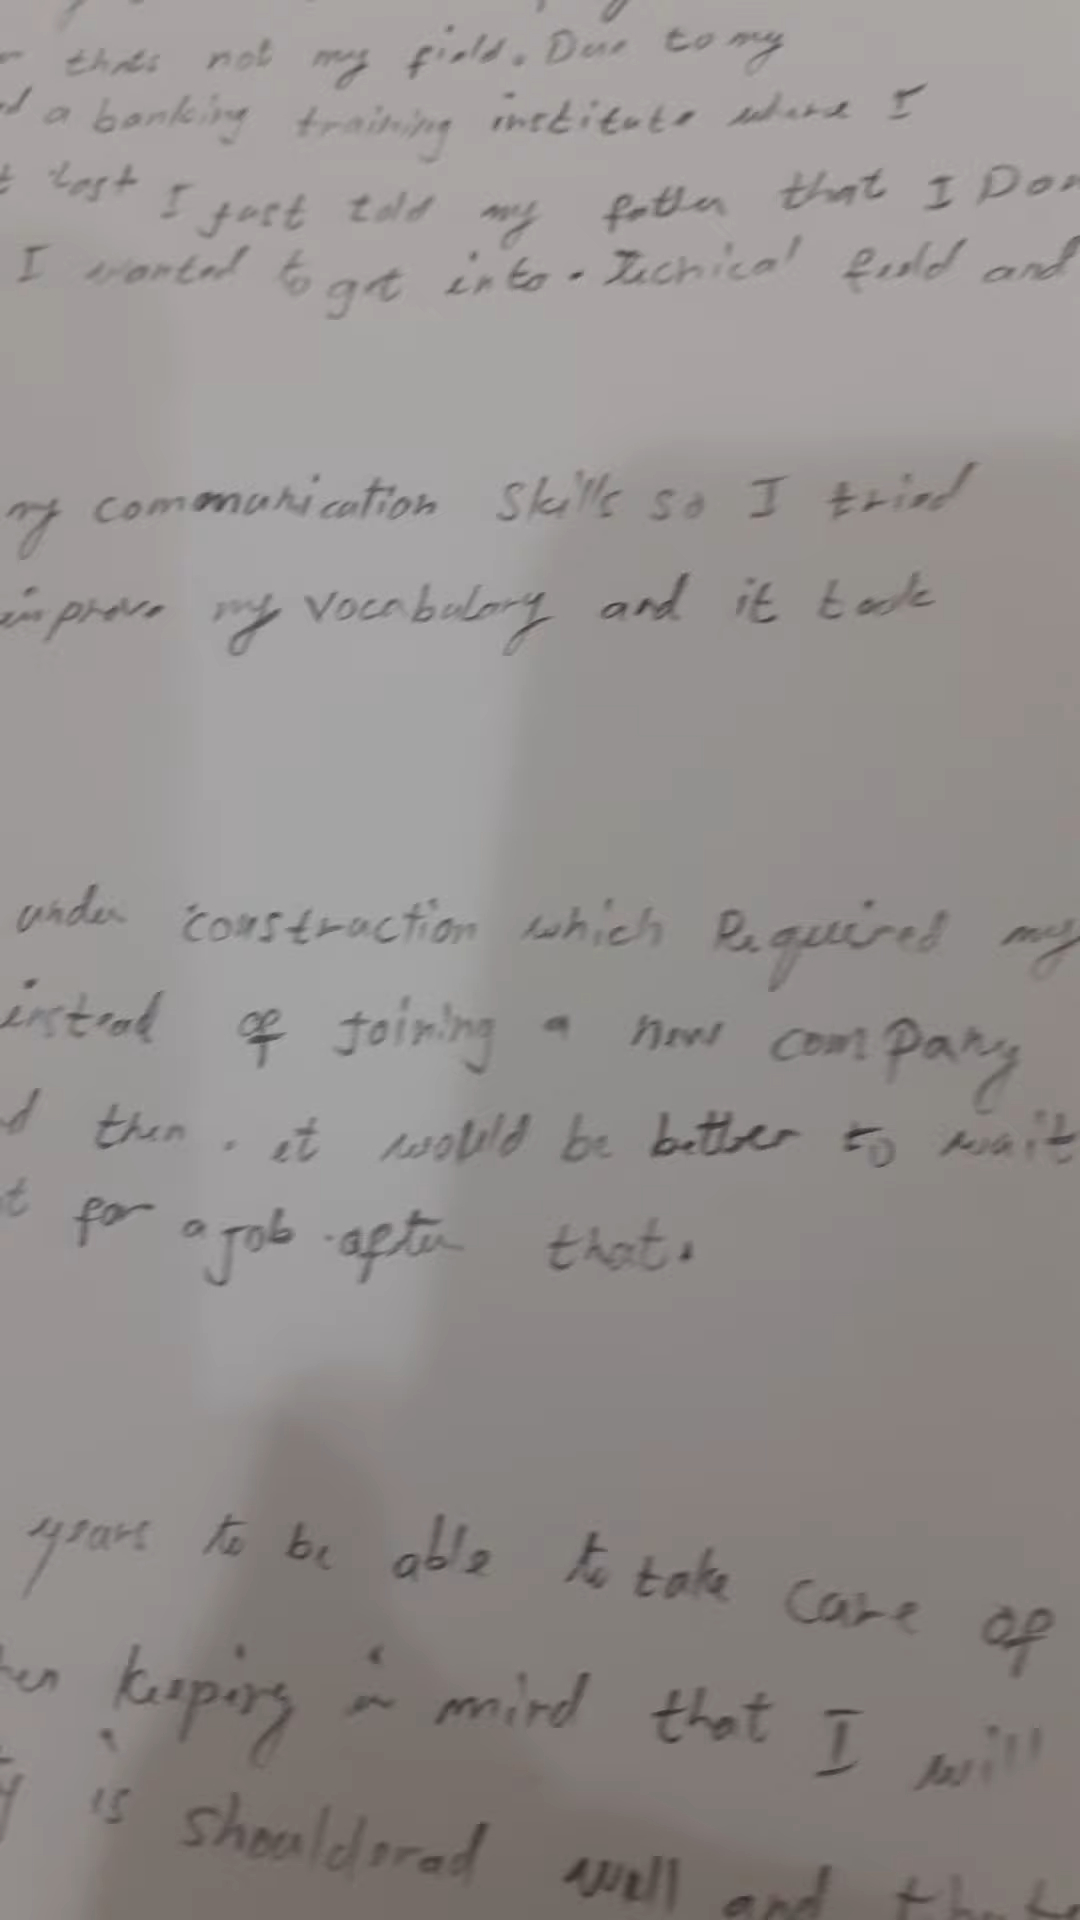 thats not my field. Due to my
a banking training institute where I
last I just told my father that I Don
I wanted to get into. Technical field and
my communication Skills so I tried
improve my vocabulary and it took
under construction which Required my
instead of Joining a new company
then. it would be better to wait
for a job after that.
years to be able to take care of
keeping in mind that I will
is shouldered well and